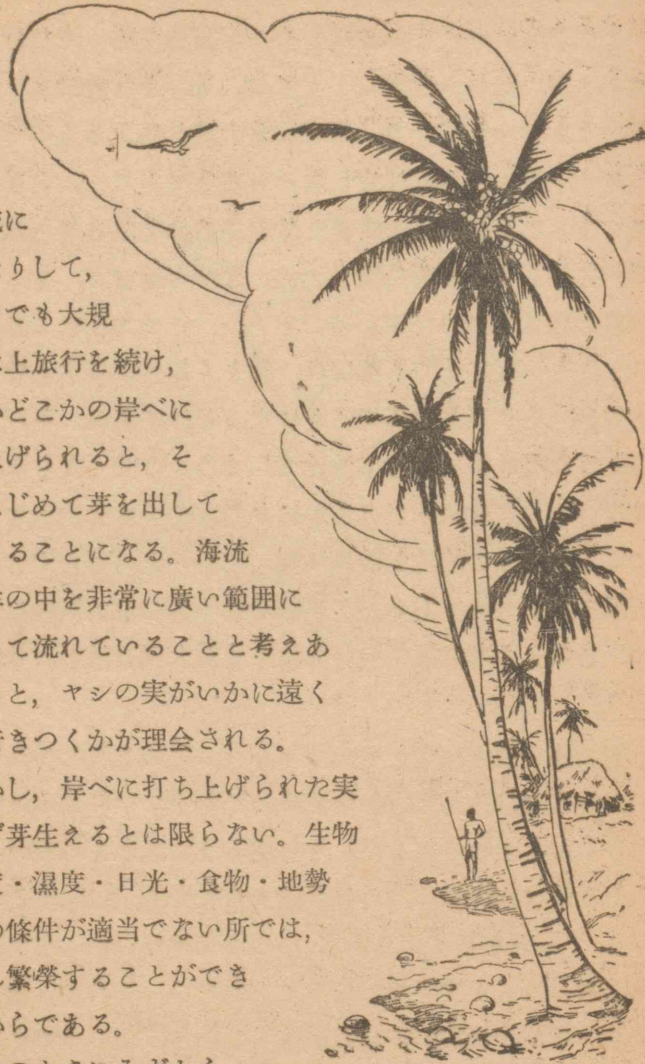 に
りして,
でも大規
上旅行を続け,
どこかの岸べに
げられると, そ
じめて芽を出して
ることになる。海流
の中を非常に廣い範囲に
て流れていることと考えあ
と, ヤシの実がいかに遠く
きつくかが理会される。
し, 岸べに打ち上げられた実
芽生えるとは限らない。生物
・濕度・日光・食物・地勢
條件が適当でない所では,
繁榮することができ
らである。